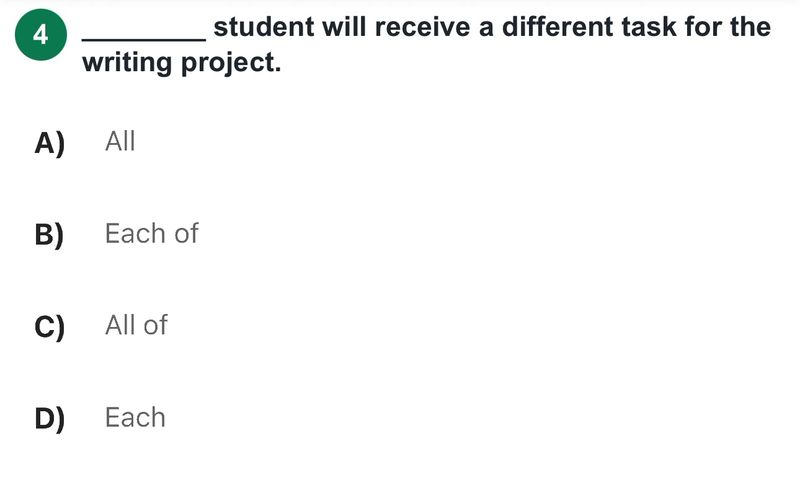 4 ________ student will receive a different task for the
writing project.
A) All
B) Each of
C) All of
D) Each